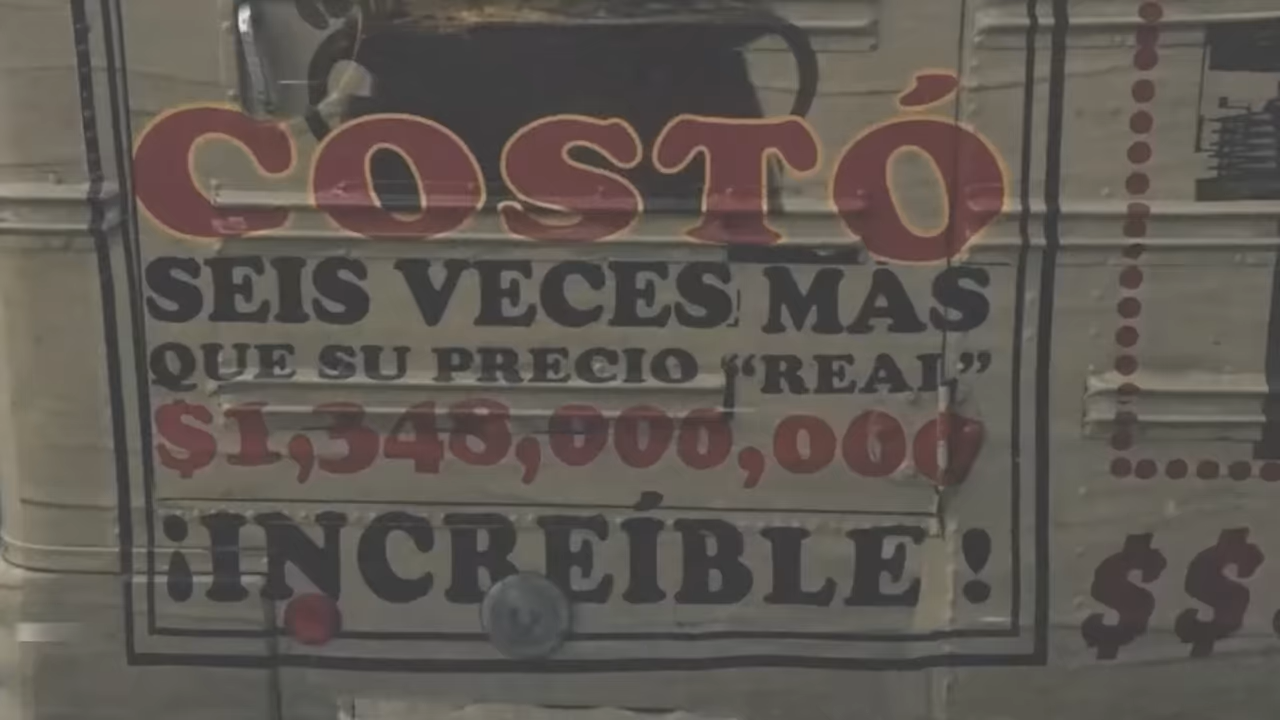 COSTÓ
SEIS VECES MÁS
QUE SU PRECIO “REAL”
$1,348,000,000
¡INCREÍBLE !
$$